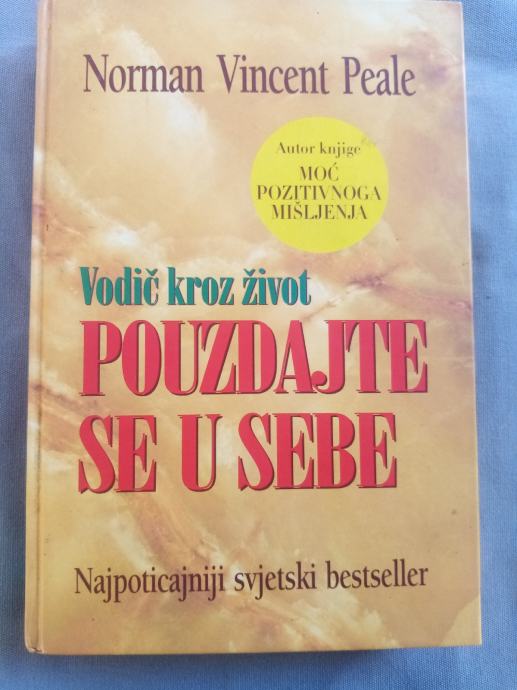 Norman Vincent Peale
Autor knjige
MOĆ
POZITIVNOGA
MIŠLJENJA
Vodič kroz život
POUZDAJTE
SE U SEBE
Najpoticajniji svjetski bestseller